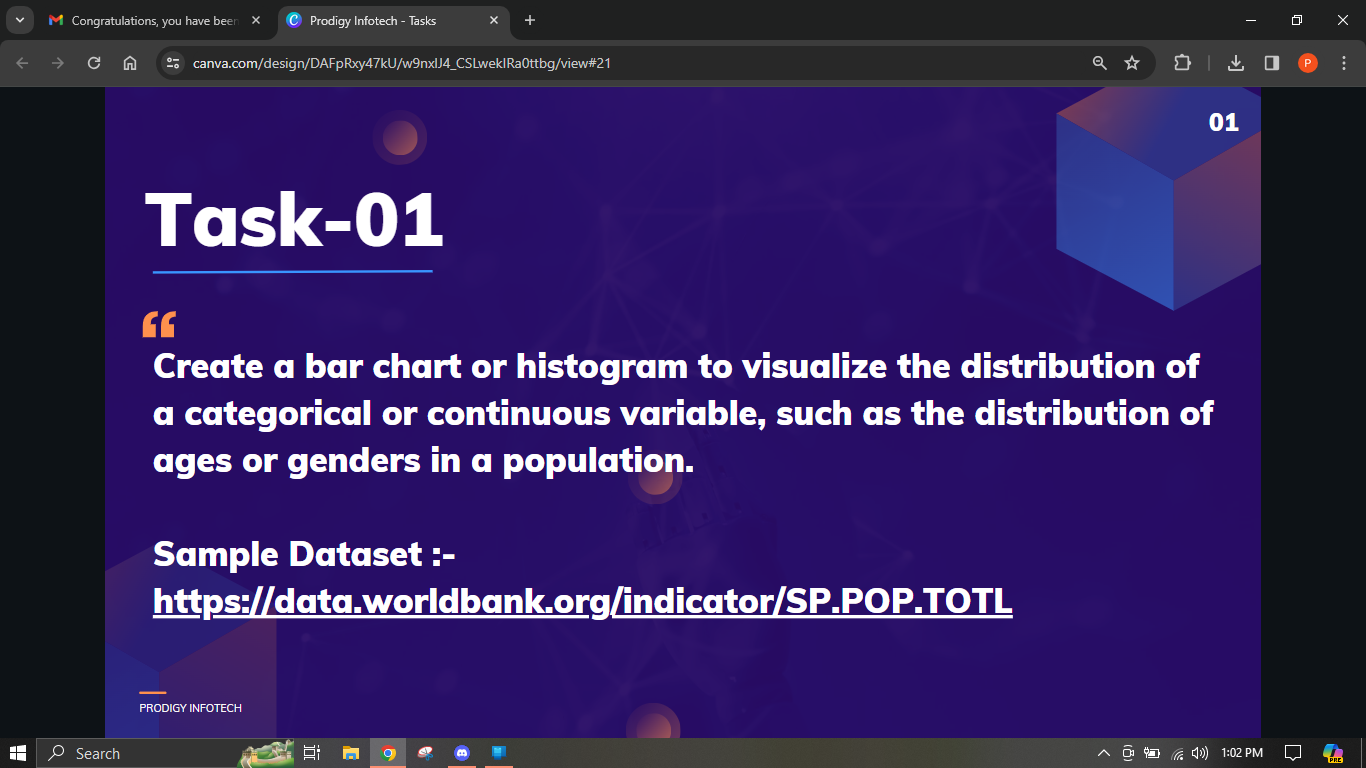 Congratulations, you have been
Prodigy Infotech - Tasks
canva.com/design/DAFpRxy47kU/w9nxlJ4_CSLweklRa0ttbg/view#21
P
01
Task-01
“
Create a bar chart or histogram to visualize the distribution of
a categorical or continuous variable, such as the distribution of
ages or genders in a population.
Sample Dataset :-
https://data.worldbank.org/indicator/SP.POP.TOTL
PRODIGY INFOTECH
Search
1:02 PM
PRE